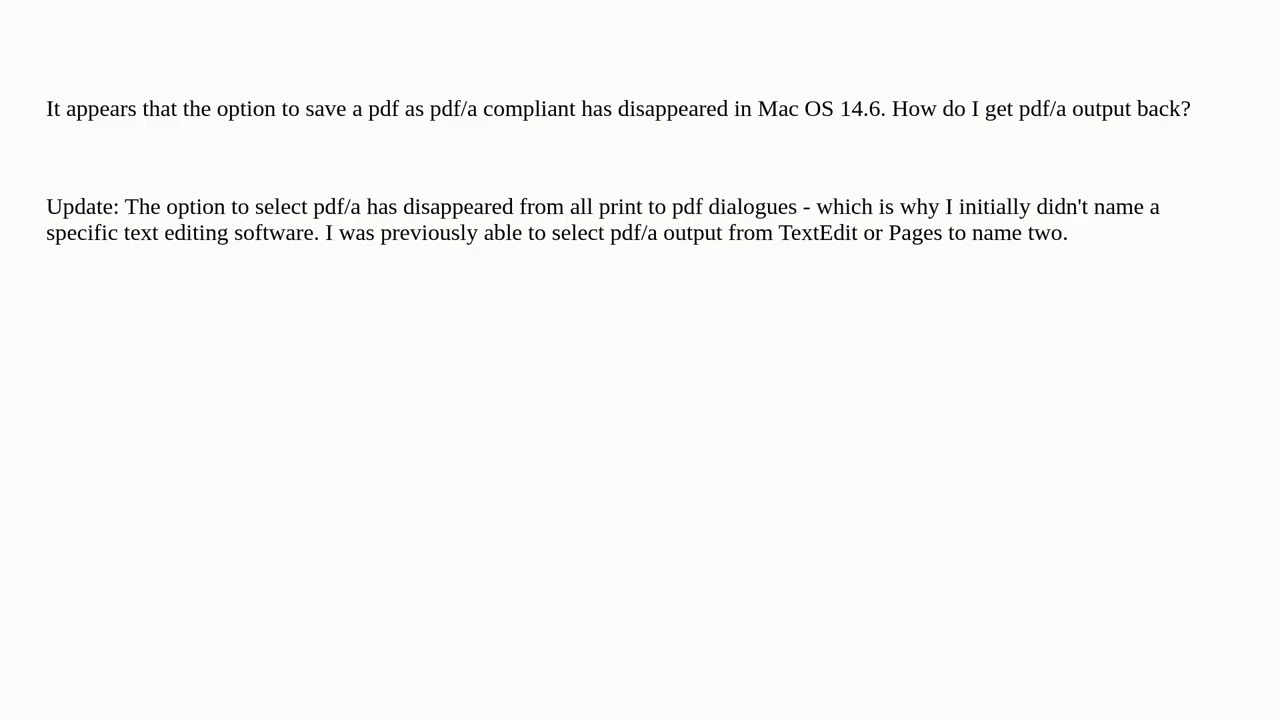 It appears that the option to save a pdf as pdf/a compliant has disappeared in Mac OS 14.6. How do I get pdf/a output back?
Update: The option to select pdf/a has disappeared from all print to pdf dialogues - which is why I initially didn't name a
specific text editing software. I was previously able to select pdf/a output from TextEdit or Pages to name two.